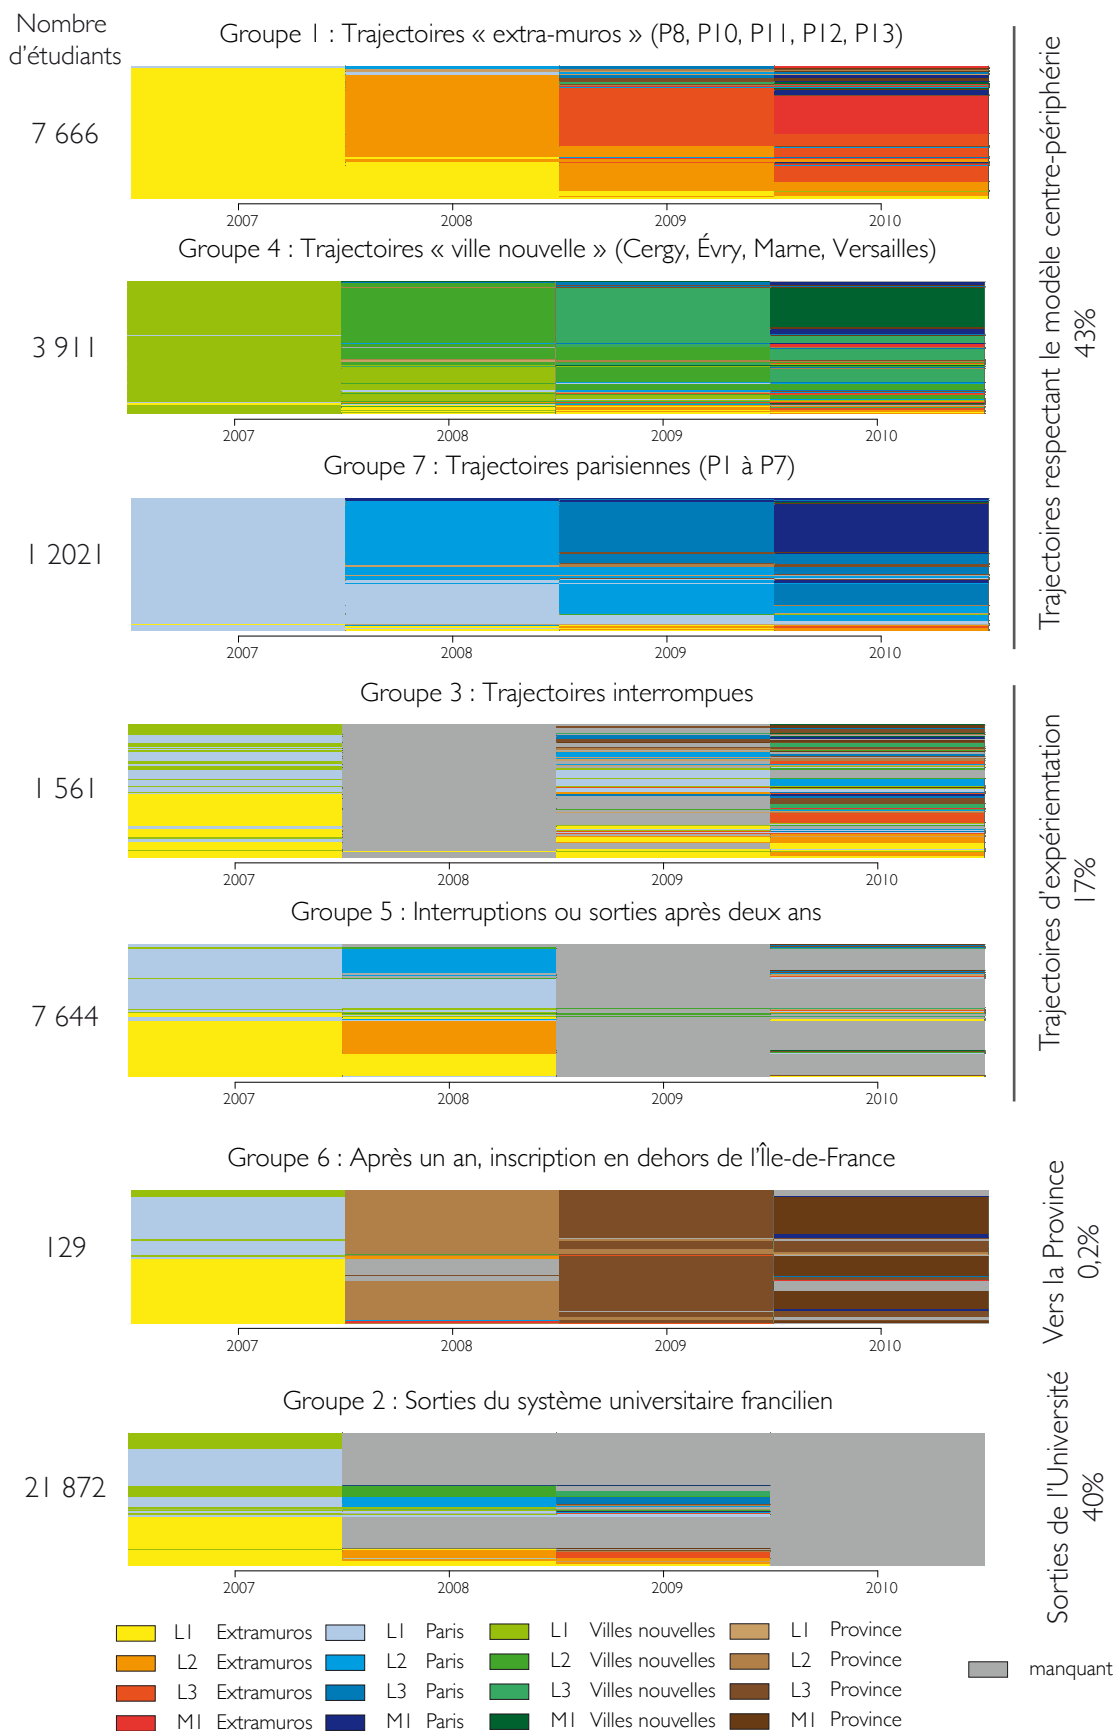 Nombre
d'étudiants
Groupe 1 : Trajectoires « extra-muros » (P8, P10, P11, P12, P13)
7 666
2007 2008 2009 2010
Groupe 4 : Trajectoires « ville nouvelle » (Cergy, Évry, Marne, Versailles)
3 911
2007 2008 2009 2010
Groupe 7 : Trajectoires parisiennes (P1 à P7)
1 2021
2007 2008 2009 2010
Trajectoires respectant le modèle centre-périphérie
43%
Groupe 3 : Trajectoires interrompues
1 561
2007 2008 2009 2010
Groupe 5 : Interruptions ou sorties après deux ans
7 644
2007 2008 2009 2010
Trajectoires d'expériemtation
17%
Groupe 6 : Après un an, inscription en dehors de l'Île-de-France
129
2007 2008 2009 2010
Vers la Province
0,2%
Groupe 2 : Sorties du système universitaire francilien
21 872
2007 2008 2009 2010
Sorties de l'Université
40%
L1 Extramuros L1 Paris L1 Villes nouvelles L1 Province
L2 Extramuros L2 Paris L2 Villes nouvelles L2 Province
manquant
L3 Extramuros L3 Paris L3 Villes nouvelles L3 Province
M1 Extramuros M1 Paris M1 Villes nouvelles M1 Province